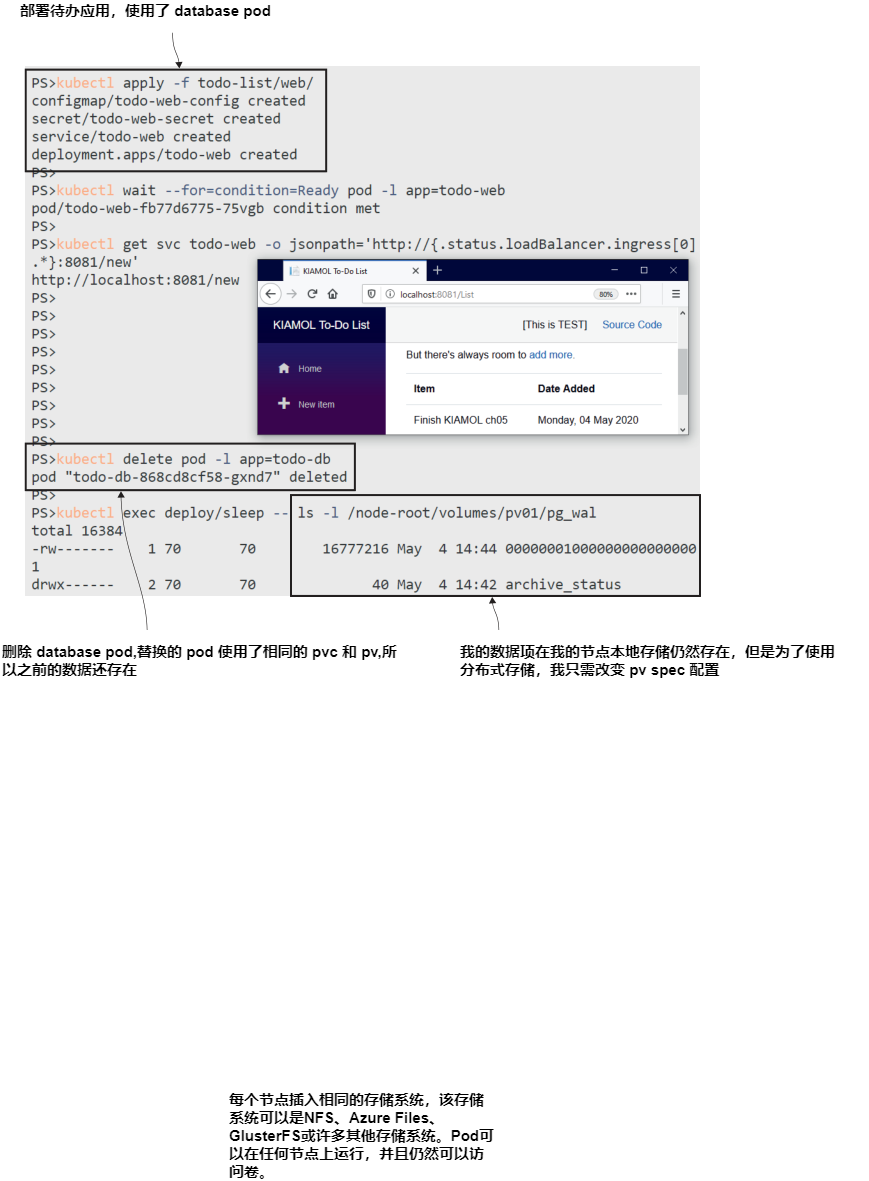 部署待办应用，使用了 database pod
PS>kubectl apply -f todo-list/web/
configmap/todo-web-config created
secret/todo-web-secret created
service/todo-web created
deployment.apps/todo-web created
PS>
PS>kubectl wait --for=condition=Ready pod -l app=todo-web
pod/todo-web-fb77d6775-75vgb condition met
PS>
PS>kubectl get svc todo-web -o jsonpath='http://{.status.loadBalancer.ingress[0]
.*}:8081/new'
http://localhost:8081/new
PS>
PS>
PS>
PS>
PS>
PS>
PS>
PS>
PS>
KIAMOL To-Do List
localhost:8081/List
80%
KIAMOL To-Do List
[This is TEST] Source Code
Home
New item
But there's always room to add more.
Item Date Added
Finish KIAMOL ch05 Monday, 04 May 2020
PS>kubectl delete pod -l app=todo-db
pod "todo-db-868cd8cf58-gxnd7" deleted
PS>
PS>kubectl exec deploy/sleep -- ls -l /node-root/volumes/pv01/pg_wal
total 16384
-rw------- 1 70 70 16777216 May 4 14:44 00000001000000000000000
1
drwx------ 2 70 70 40 May 4 14:42 archive_status
删除 database pod,替换的 pod 使用了相同的 pvc 和 pv,所
以之前的数据还存在
我的数据项在我的节点本地存储仍然存在，但是为了使用
分布式存储，我只需改变 pv spec 配置
每个节点插入相同的存储系统，该存储
系统可以是NFS、Azure Files、
GlusterFS或许多其他存储系统。Pod可
以在任何节点上运行，并且仍然可以访
问卷。